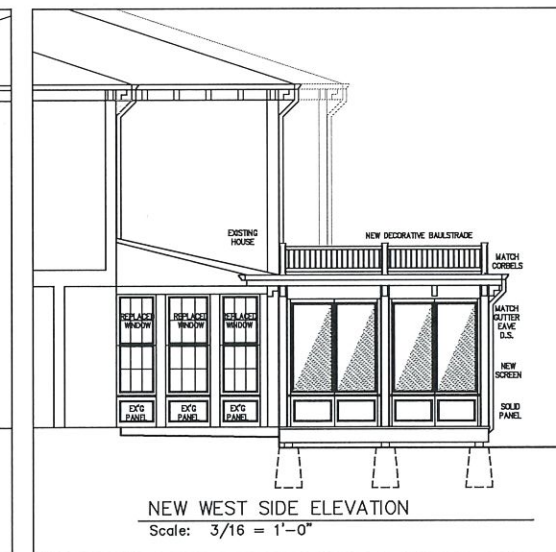 EXISTING
HOUSE
NEW DECORATIVE BAULSTRADE
MATCH
CORBELS
MATCH
GUTTER
EAVE
D.S.
NEW
SCREEN
SOLID
PANEL
REPLACED
WINDOW
REPLACED
WINDOW
REPLACED
WINDOW
EX'G
PANEL
EX'G
PANEL
EX'G
PANEL
NEW WEST SIDE ELEVATION
Scale: 3/16 = 1'-0"